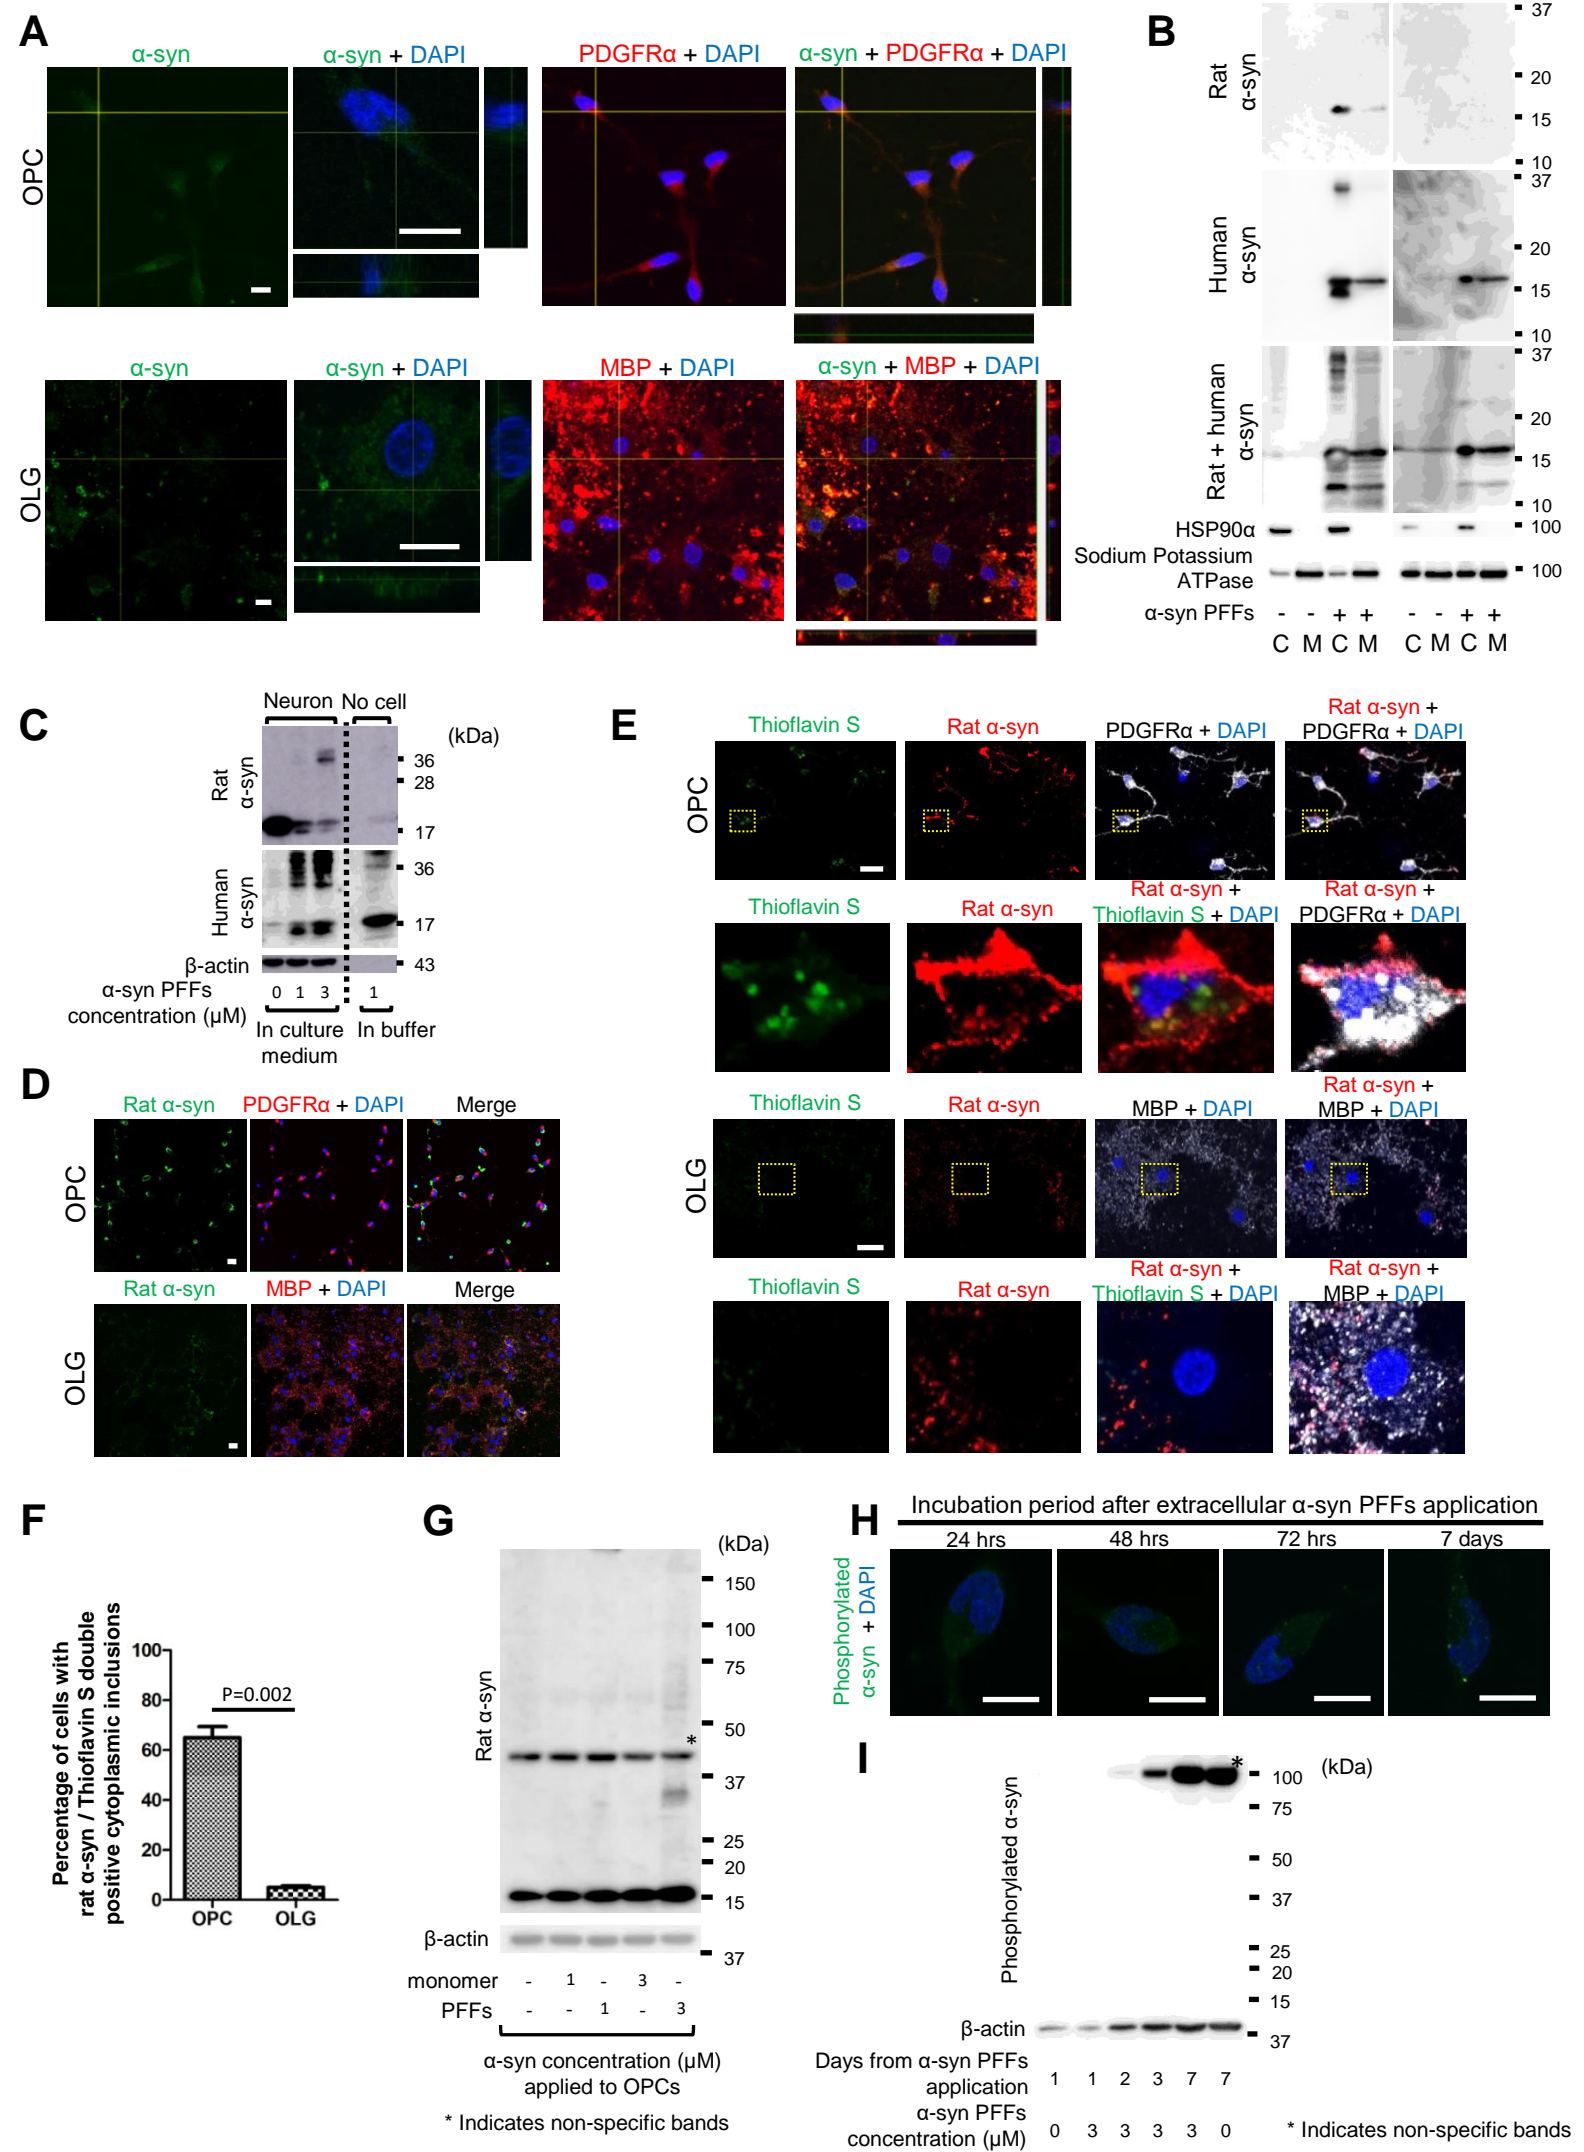 A
α-syn
α-syn + DAPI
PDGFRα + DAPI
α-syn + PDGFRα + DAPI
OPC
α-syn
α-syn + DAPI
MBP + DAPI
α-syn + MBP + DAPI
OLG
B
Rat
α-syn
37
20
15
10
Human
α-syn
37
20
15
10
Rat + human
α-syn
37
20
15
10
HSP90α
100
Sodium Potassium
ATPase
100
α-syn PFFs - - + + - - + +
C M C M C M C M
C
Neuron No cell
(kDa)
Rat
α-syn
36
28
17
Human
α-syn
36
17
β-actin
43
α-syn PFFs
concentration (µM)
0 1 3 1
In culture
medium
In buffer
D
Rat α-syn
PDGFRα + DAPI
Merge
OPC
Rat α-syn
MBP + DAPI
Merge
OLG
E
Thioflavin S
Rat α-syn
PDGFRα + DAPI
Rat α-syn +
PDGFRα + DAPI
OPC
Thioflavin S
Rat α-syn
Rat α-syn +
Thioflavin S + DAPI
Rat α-syn +
PDGFRα + DAPI
Thioflavin S
Rat α-syn
MBP + DAPI
Rat α-syn +
MBP + DAPI
OLG
Thioflavin S
Rat α-syn
Rat α-syn +
Thioflavin S + DAPI
Rat α-syn +
MBP + DAPI
F
Percentage of cells with
rat α-syn / Thioflavin S double
positive cytoplasmic inclusions
100
80
60
40
20
0
P=0.002
OPC
OLG
G
(kDa)
Rat α-syn
150
100
75
50
*
37
25
20
15
β-actin
37
monomer - 1 - 3 -
PFFs - - 1 - 3
α-syn concentration (µM)
applied to OPCs
* Indicates non-specific bands
H
Incubation period after extracellular α-syn PFFs application
24 hrs
48 hrs
72 hrs
7 days
Phosphorylated
α-syn + DAPI
I
Phosphorylated α-syn
*
(kDa)
100
75
50
37
25
20
15
β-actin
37
Days from α-syn PFFs
application
1 1 2 3 7 7
α-syn PFFs
concentration (µM)
0 3 3 3 3 0
* Indicates non-specific bands